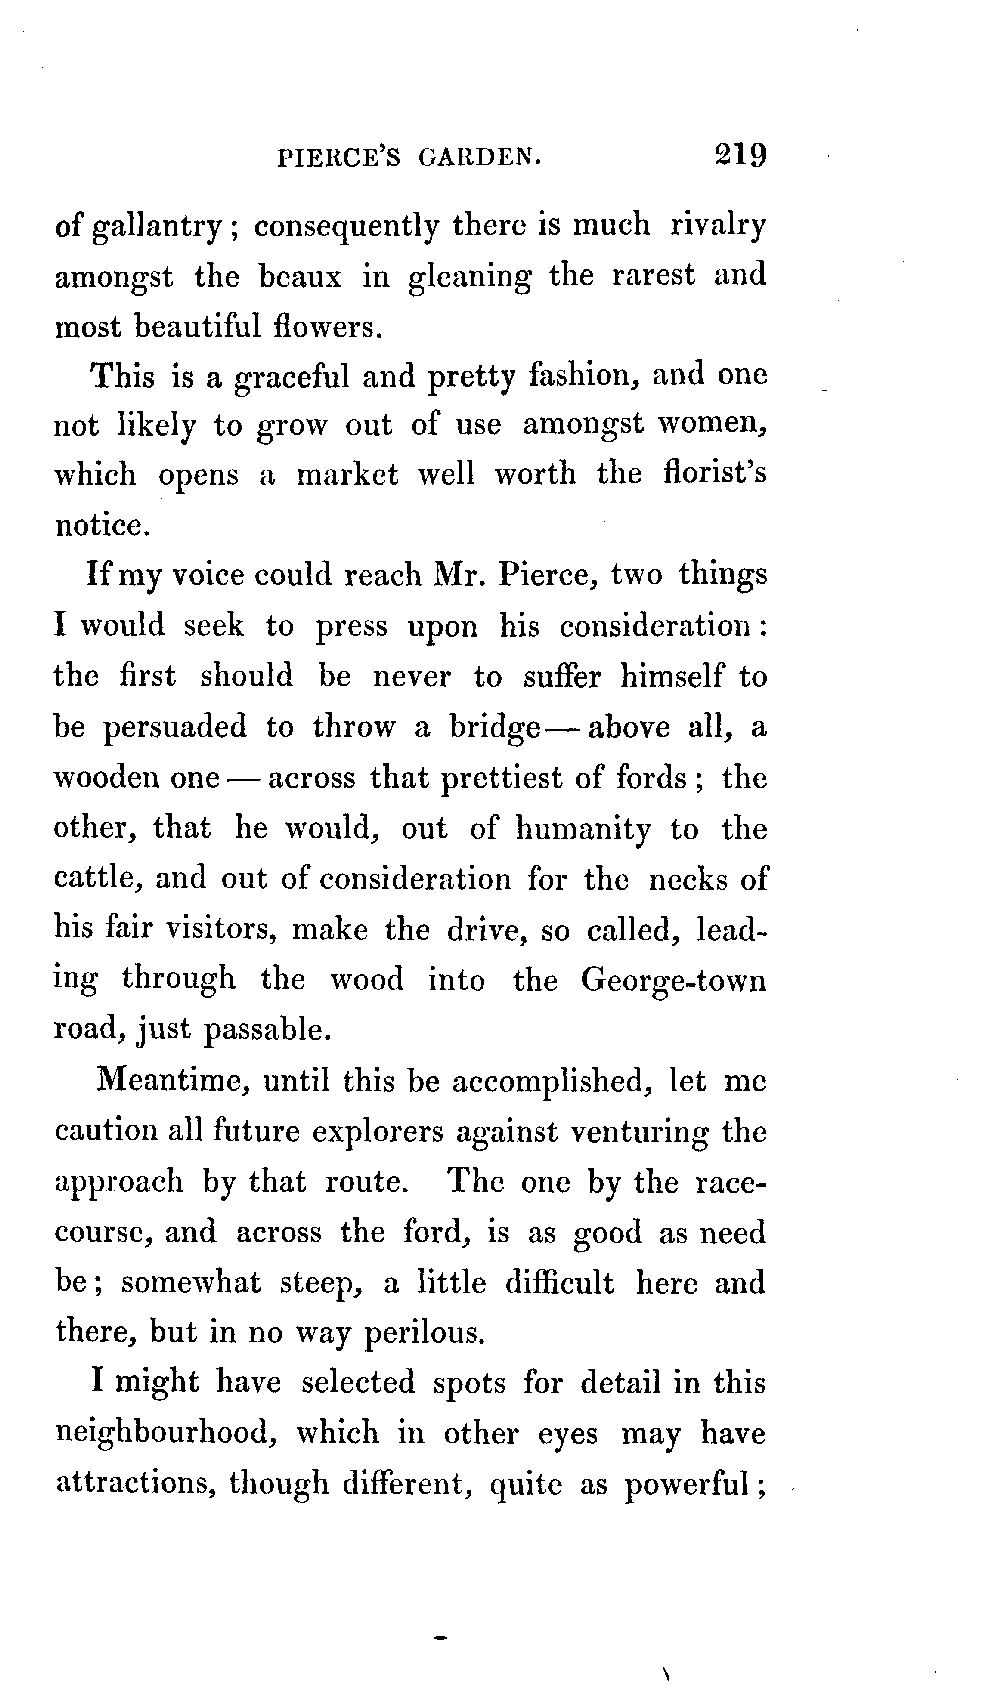 PIERCE'S GARDEN. 219
of gallantry ; consequently there is much rivalry
amongst the beaux in gleaning the rarest and
most beautiful flowers.
This is a graceful and pretty fashion, and one
not likely to grow out of use amongst women,
which opens a market well worth the florist's
notice.
If my voice could reach Mr. Pierce, two things
I would seek to press upon his consideration :
the first should be never to suffer himself to
be persuaded to throw a bridge — above all, a
wooden one — across that prettiest of fords ; the
other, that he would, out of humanity to the
cattle, and out of consideration for the necks of
his fair visitors, make the drive, so called, lead-
ing through the wood into the George-town
road, just passable.
Meantime, until this be accomplished, let me
caution all future explorers against venturing the
approach by that route. The one by the race-
course, and across the ford, is as good as need
be ; somewhat steep, a little difficult here and
there, but in no way perilous.
I might have selected spots for detail in this
neighbourhood, which in other eyes may have
attractions, though different, quite as powerful ;